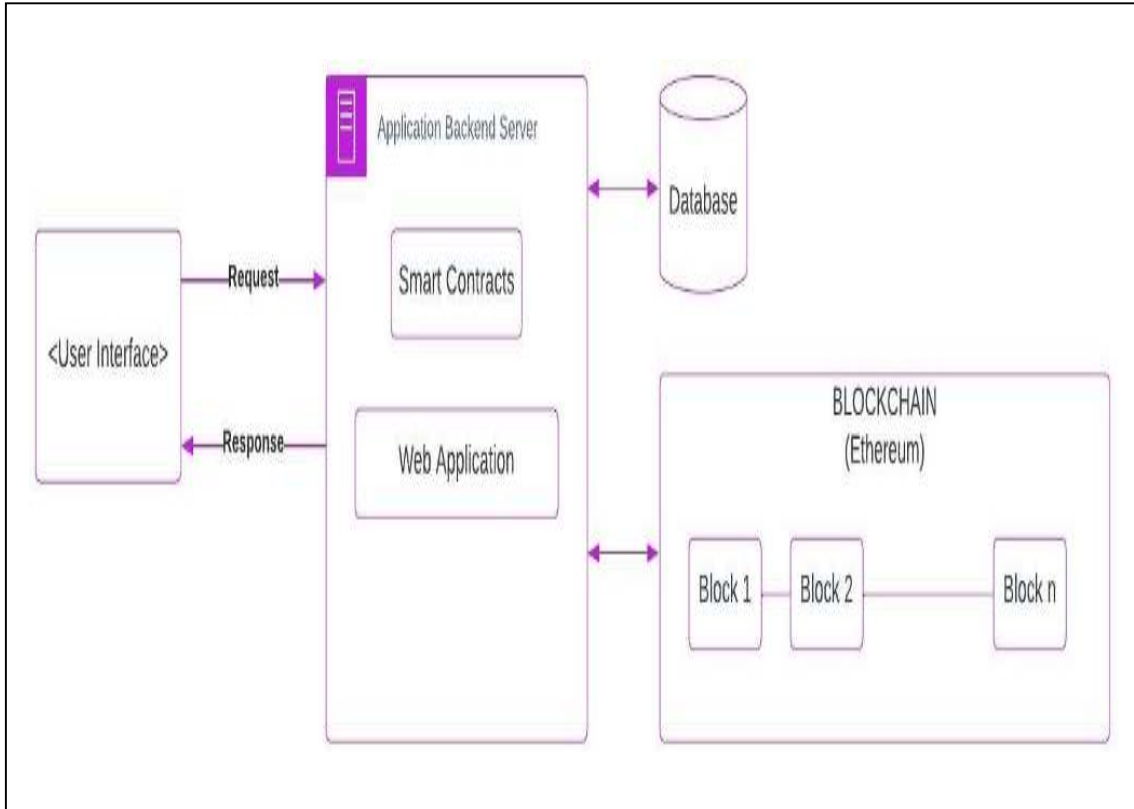 Application Backend Server
Database
Request
Smart Contracts
<User Interface>
Response
Web Application
BLOCKCHAIN
(Ethereum)
Block 1
Block 2
Block n